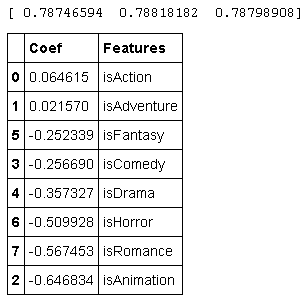 [ 0.78746594 0.78818182 0.78798908]
Coef Features
0 0.064615 isAction
1 0.021570 isAdventure
5 -0.252339 isFantasy
3 -0.256690 isComedy
4 -0.357327 isDrama
6 -0.509928 isHorror
7 -0.567453 isRomance
2 -0.646834 isAnimation